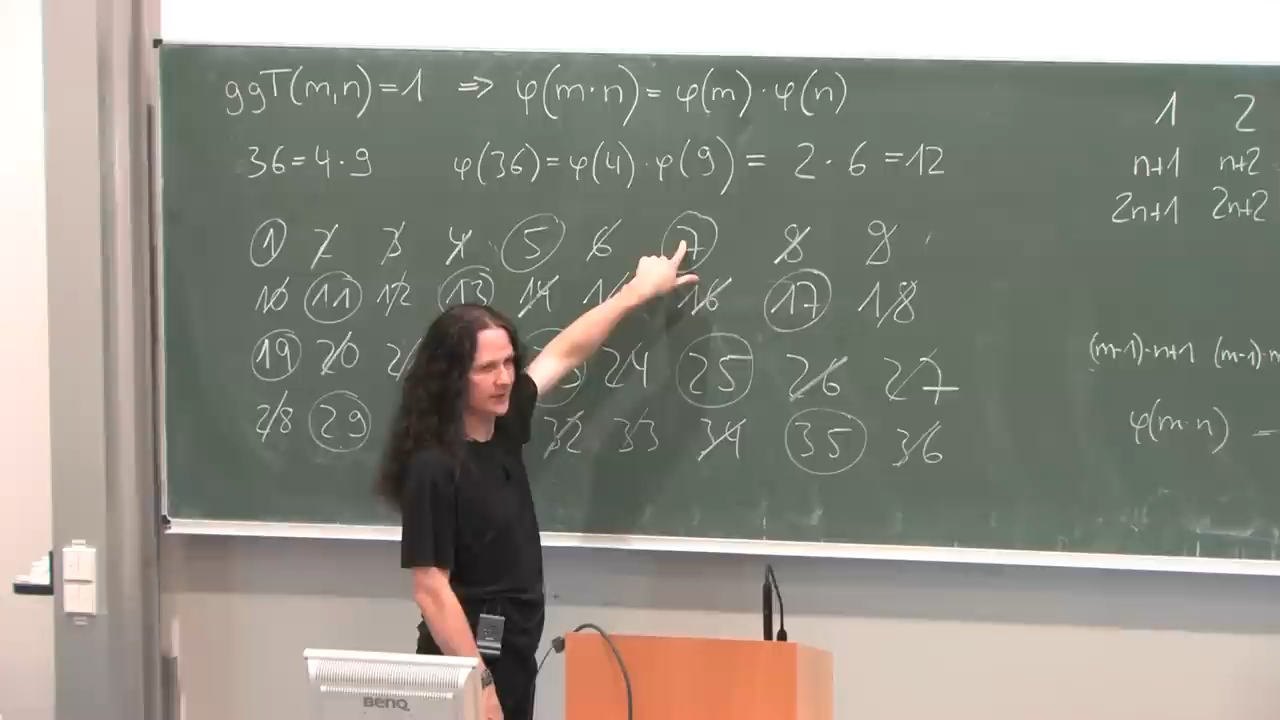 ggT(m,n)=1 ⇒ φ(m·n)=φ(m)·φ(n)
36=4·9 φ(36)=φ(4)·φ(9)= 2·6=12
1 2 3 4 5 6 7 8 9
10 11 12 13 14 16 17 18
19 20 24 25 26 27
28 29 32 33 34 35 36
1 2
n+1 n+2
2n+1 2n+2
(m-1)·n+1 (m-1)·n
φ(m·n) =
BenQ